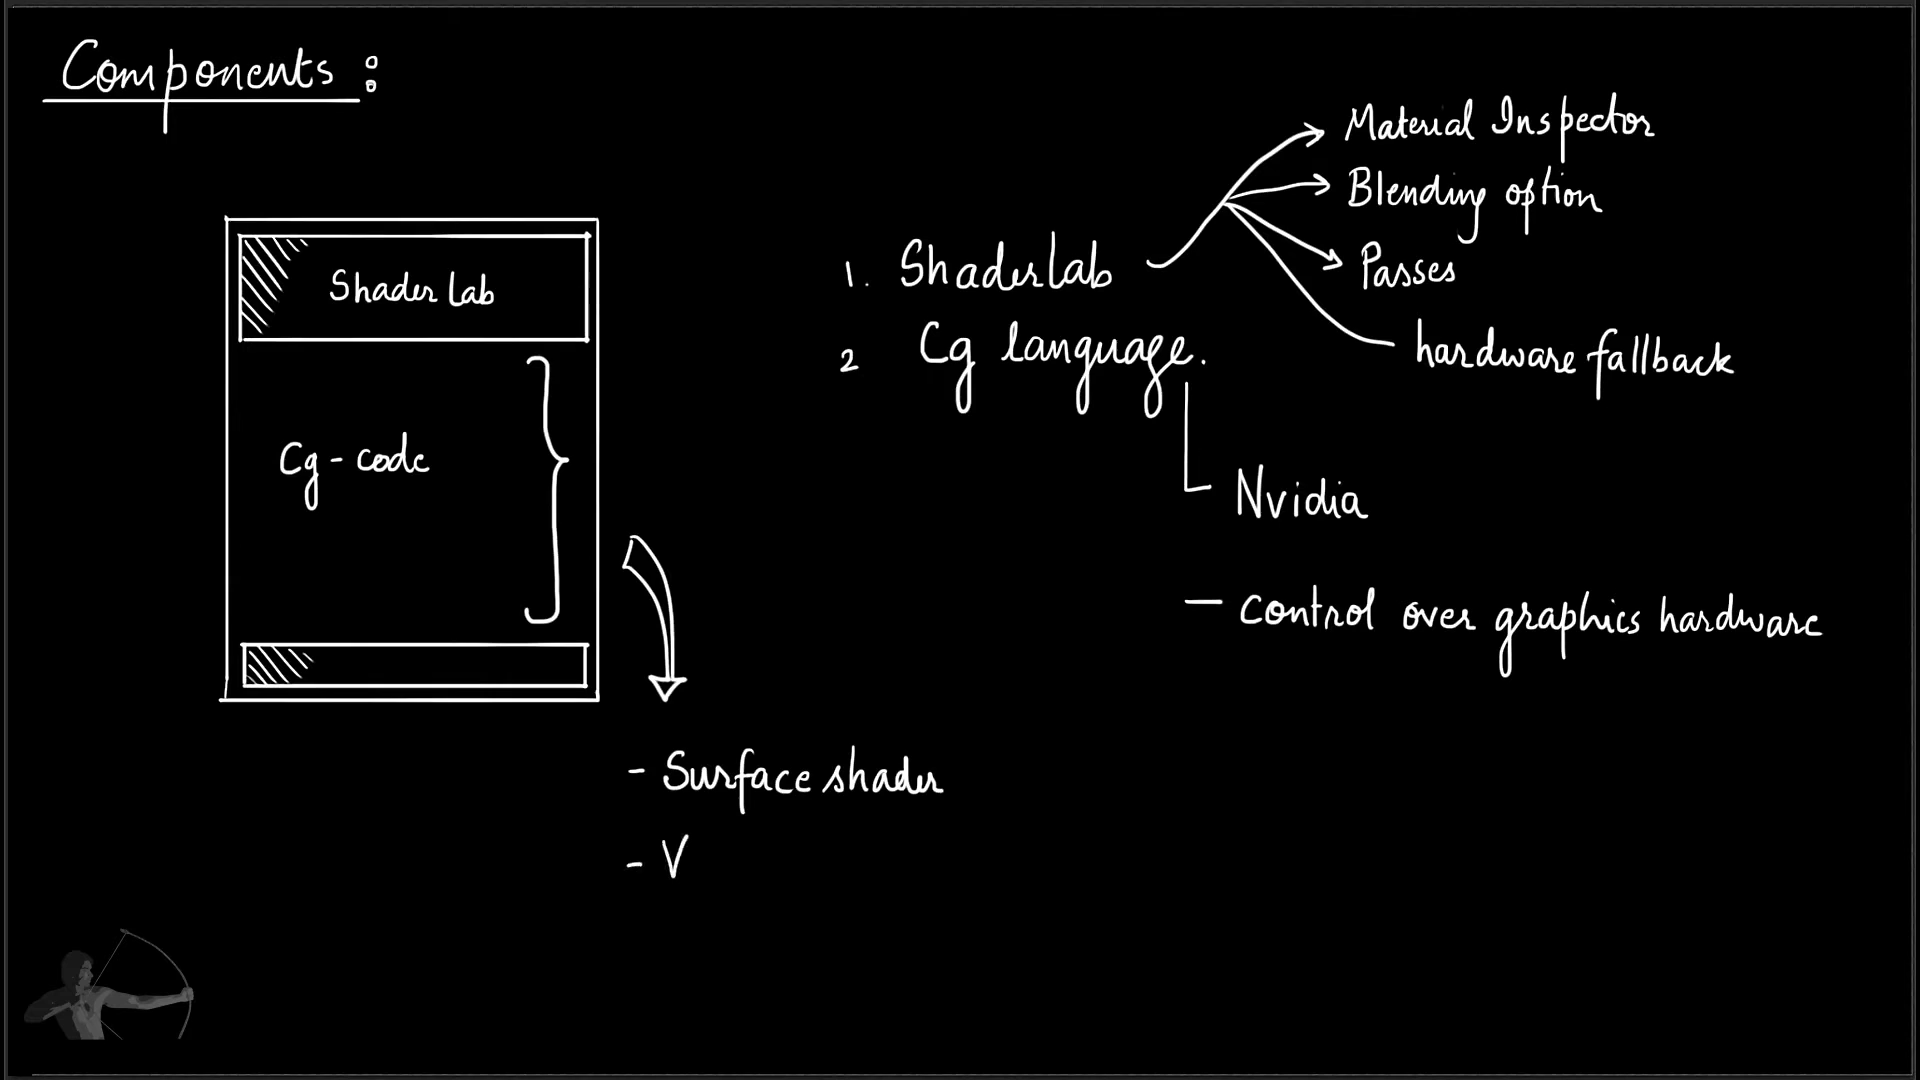 Components :
Shader Lab
Cg - code
- Surface shader
- V
1. Shaderlab
Material Inspector
Blending option
Passes
hardware fallback
2 Cg language.
Nvidia
- control over graphics hardware